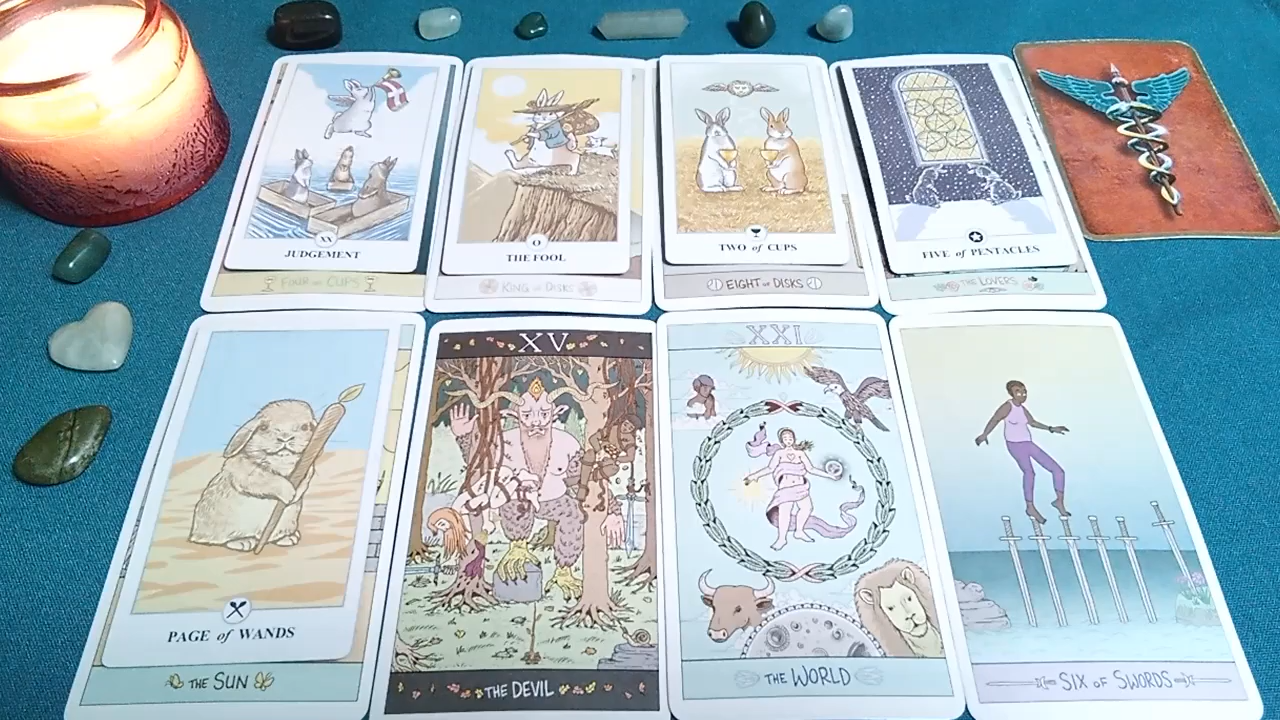 XX
JUDGEMENT
FOUR of CUPS
O
THE FOOL
KING of DISKS
TWO of CUPS
EIGHT of DISKS
FIVE of PENTACLES
THE LOVERS
PAGE of WANDS
THE SUN
XV
THE DEVIL
XXI
THE WORLD
SIX OF SWORDS